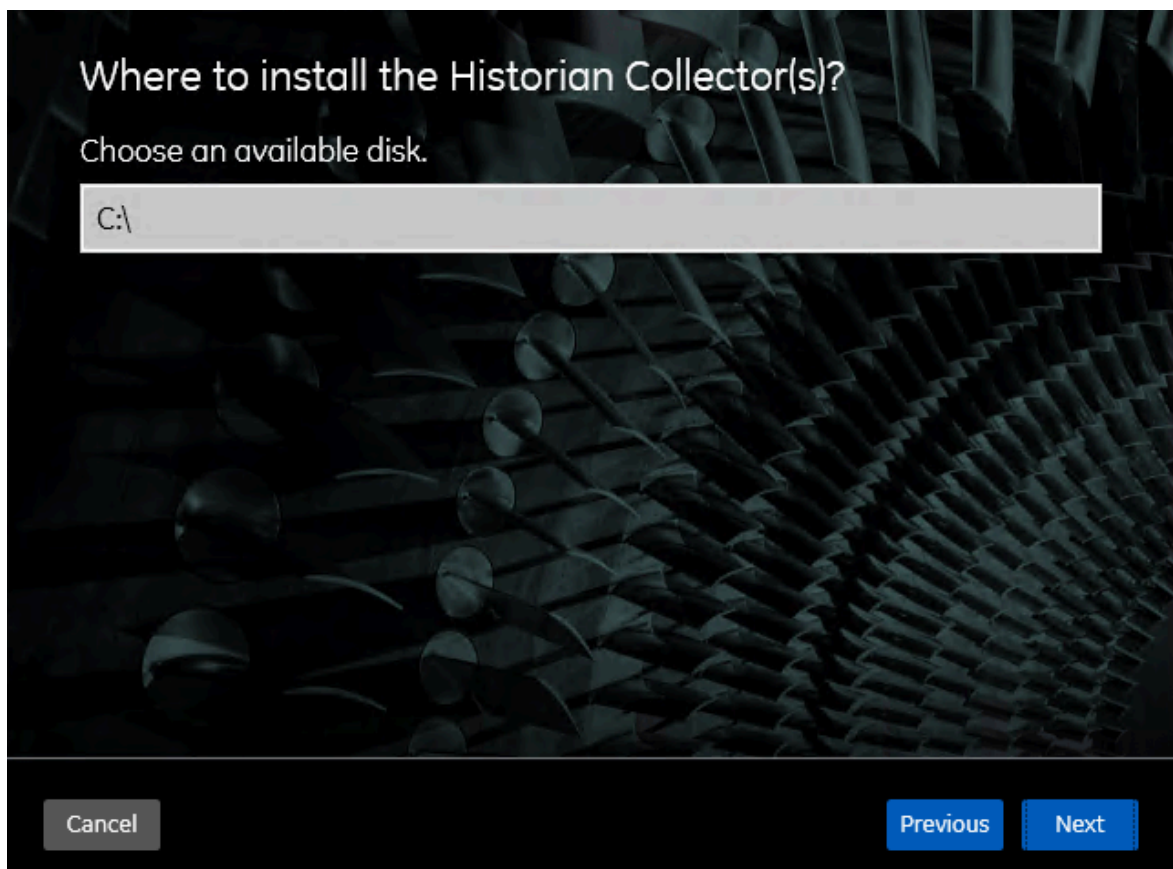 Where to install the Historian Collector(s)?
Choose an available disk.
C:\
Cancel
Previous
Next